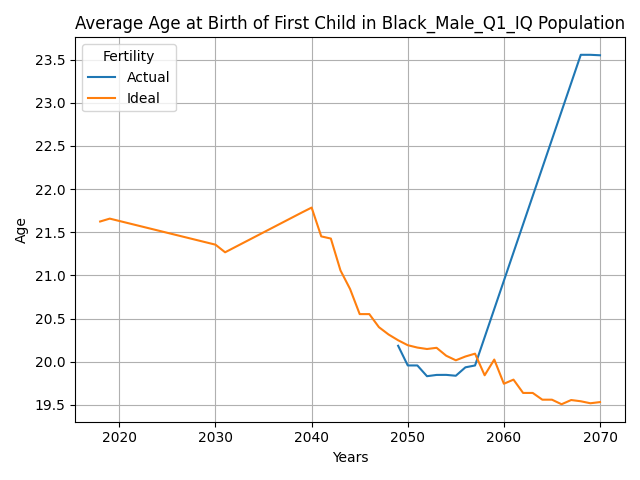 Average Age at Birth of First Child in Black_Male_Q1_IQ Population
Fertility
Actual
Ideal
23.5
23.0
22.5
22.0
21.5
21.0
20.5
20.0
19.5
Age
2020
2030
2040
2050
2060
2070
Years